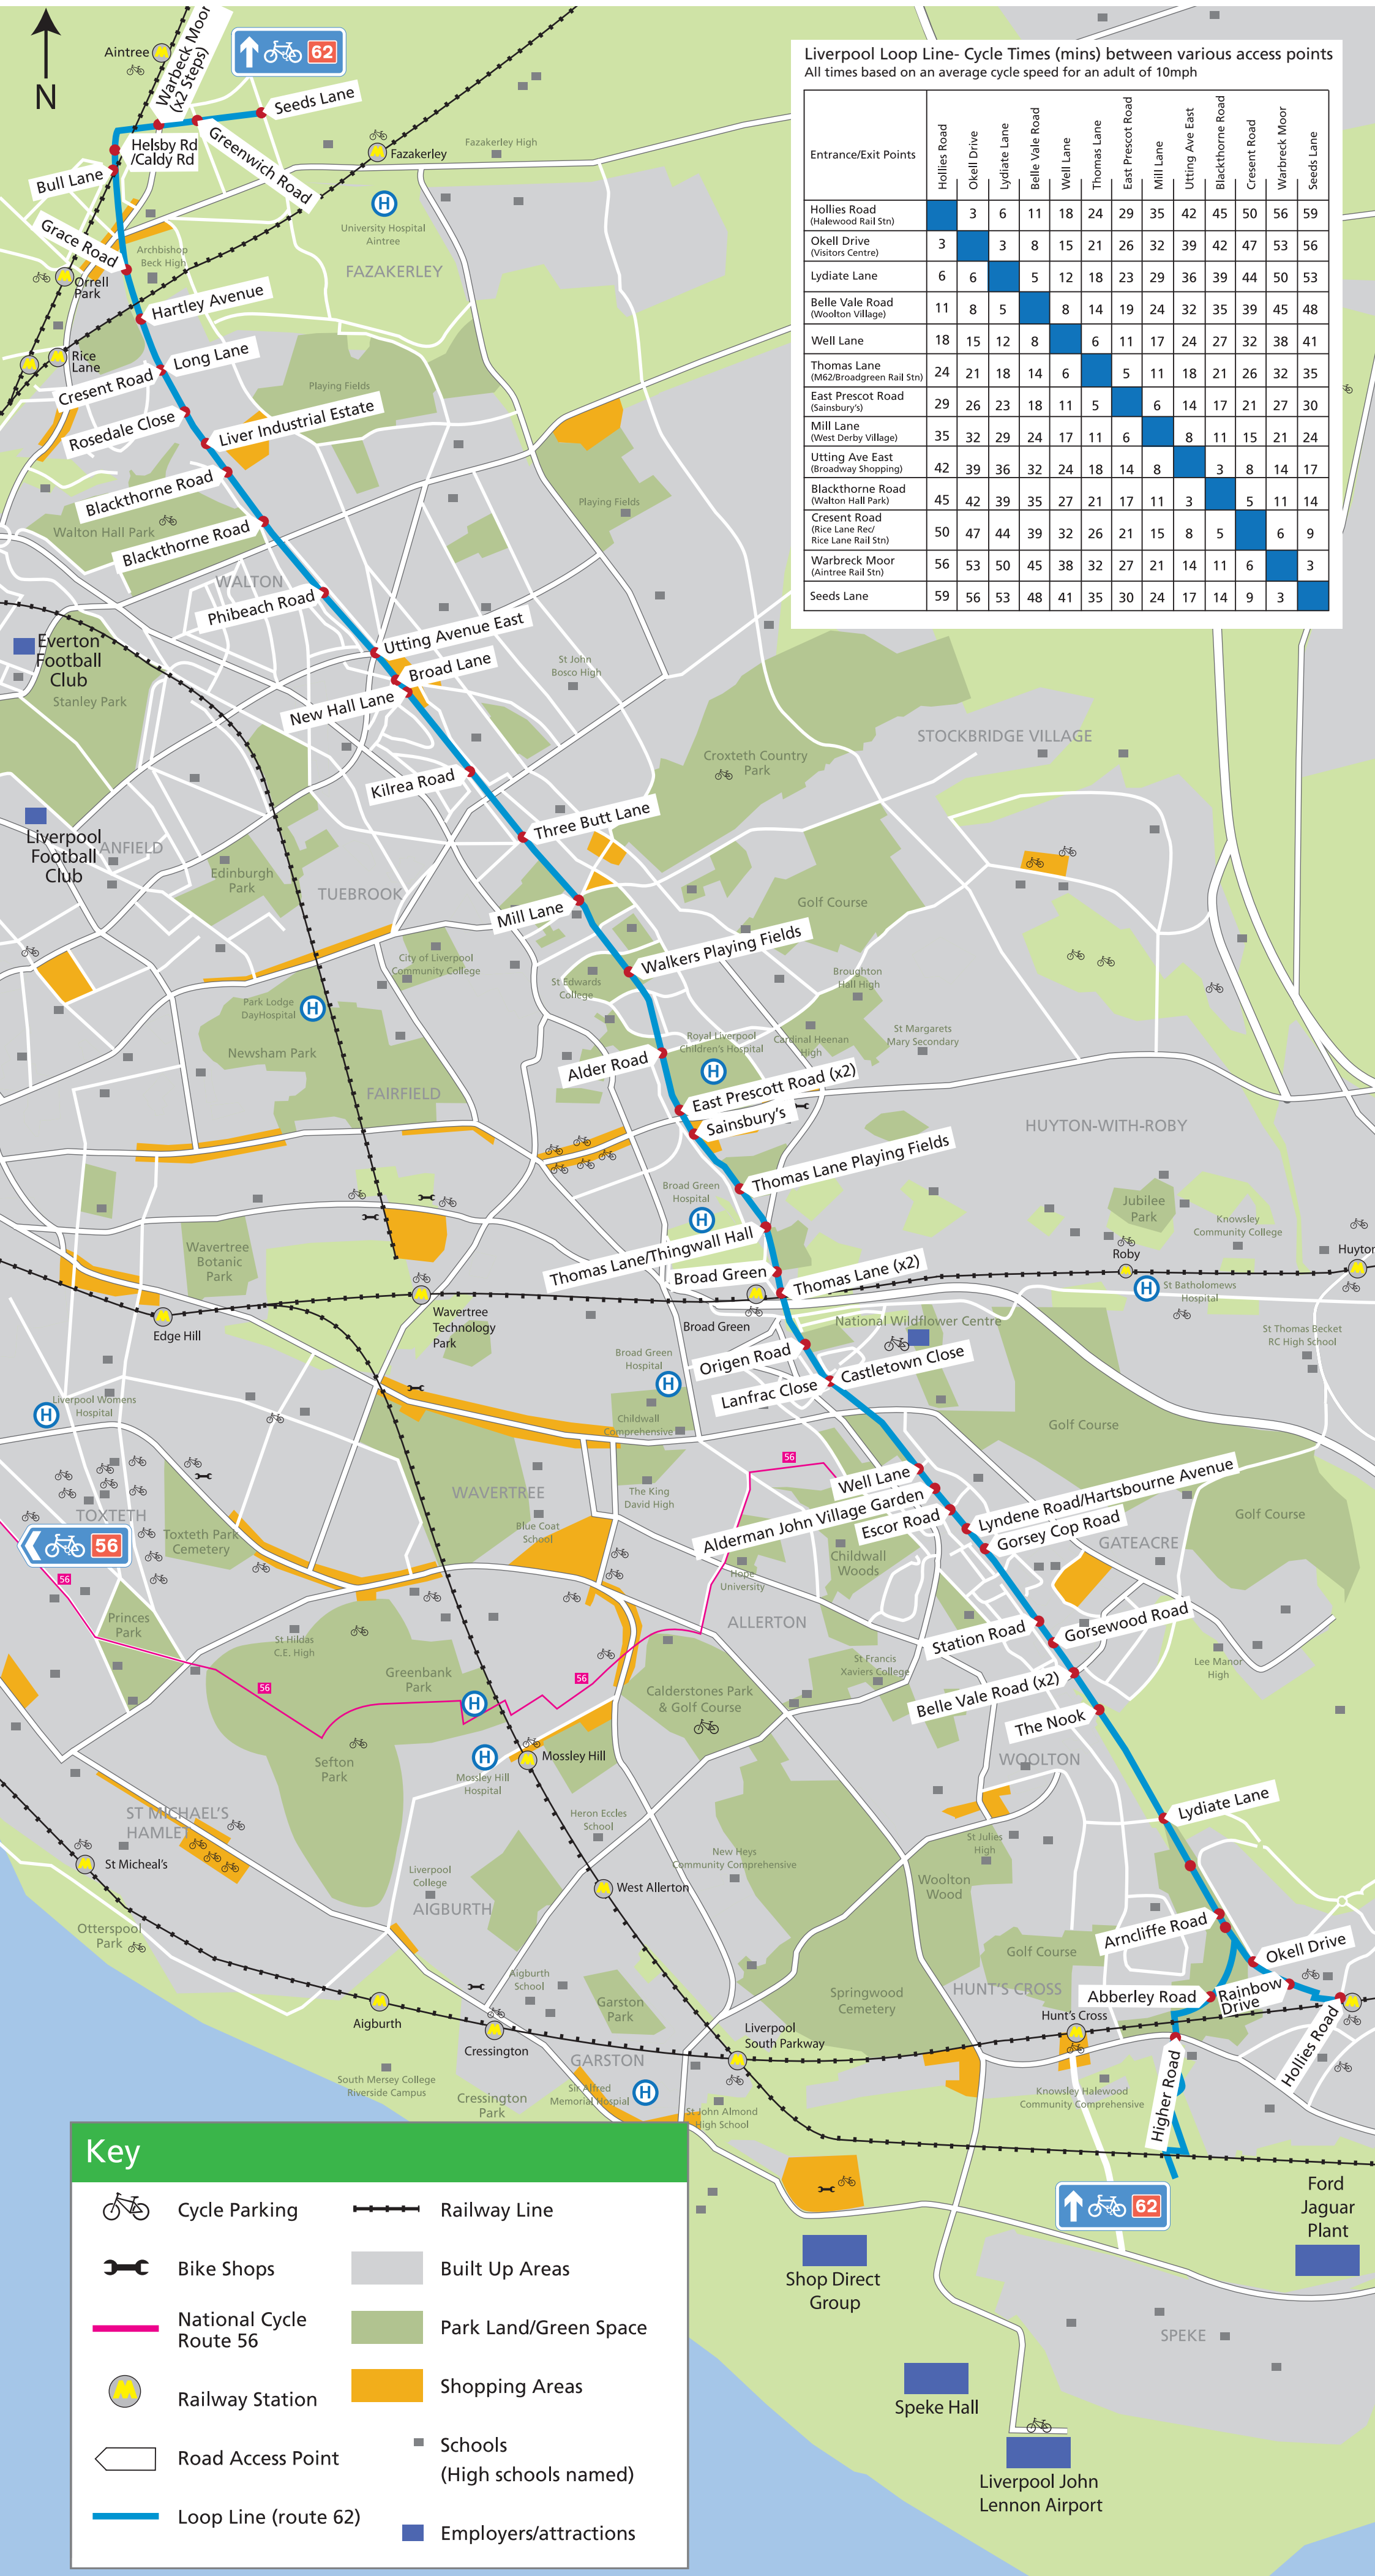 Liverpool Loop Line- Cycle Times (mins) between various access points
All times based on an average cycle speed for an adult of 10mph
Entrance/Exit Points
Hollies Road
Okell Drive
Lydiate Lane
Belle Vale Road
Well Lane
Thomas Lane
East Prescot Road
Mill Lane
Utting Ave East
Blackthorne Road
Cresent Road
Warbreck Moor
Seeds Lane
Hollies Road
(Halewood Rail Stn)
3 6 11 18 24 29 35 42 45 50 56 59
Okell Drive
(Visitors Centre)
3 3 8 15 21 26 32 39 42 47 53 56
Lydiate Lane
6 6 5 12 18 23 29 36 39 44 50 53
Belle Vale Road
(Woolton Village)
11 8 5 8 14 19 24 32 35 39 45 48
Well Lane
18 15 12 8 6 11 17 24 27 32 38 41
Thomas Lane
(M62/Broadgreen Rail Stn)
24 21 18 14 6 5 11 18 21 26 32 35
East Prescot Road
(Sainsbury's)
29 26 23 18 11 5 6 14 17 21 27 30
Mill Lane
(West Derby Village)
35 32 29 24 17 11 6 8 11 15 21 24
Utting Ave East
(Broadway Shopping)
42 39 36 32 24 18 14 8 3 8 14 17
Blackthorne Road
(Walton Hall Park)
45 42 39 35 27 21 17 11 3 5 11 14
Cresent Road
(Rice Lane Rec/
Rice Lane Rail Stn)
50 47 44 39 32 26 21 15 8 5 6 9
Warbreck Moor
(Aintree Rail Stn)
56 53 50 45 38 32 27 21 14 11 6 3
Seeds Lane
59 56 53 48 41 35 30 24 17 14 9 3
N
Aintree
Warbeck Moor
(x2 Steps)
62
Seeds Lane
Helsby Rd
/Caldy Rd
Greenwich Road
Fazakerley
Fazakerley High
Bull Lane
University Hospital
Aintree
H
FAZAKERLEY
Grace Road
Archbishop
Beck High
Orrell
Park
Hartley Avenue
Rice
Lane
Long Lane
Cresent Road
Playing Fields
Rosedale Close
Liver Industrial Estate
Blackthorne Road
Playing Fields
Walton Hall Park
Blackthorne Road
WALTON
Phibeach Road
Everton
Football
Club
Stanley Park
Utting Avenue East
Broad Lane
New Hall Lane
St John
Bosco High
STOCKBRIDGE VILLAGE
Croxteth Country
Park
Kilrea Road
Three Butt Lane
Liverpool
Football
Club
ANFIELD
Edinburgh
Park
TUEBROOK
Mill Lane
Golf Course
Walkers Playing Fields
City of Liverpool
Community College
St Edwards
College
Broughton
Hall High
Park Lodge
DayHospital
H
Newsham Park
Royal Liverpool
Children's Hospital
H
Cardinal Heenan
High
St Margarets
Mary Secondary
Alder Road
FAIRFIELD
East Prescott Road (x2)
Sainsbury's
HUYTON-WITH-ROBY
Thomas Lane Playing Fields
Broad Green
Hospital
H
Jubilee
Park
Knowsley
Community College
Wavertree
Botanic
Park
Thomas Lane/Thingwall Hall
Broad Green
Thomas Lane (x2)
Roby
Huyton
H
St Batholomews
Hospital
Edge Hill
Wavertree
Technology
Park
Broad Green
National Wildflower Centre
St Thomas Becket
RC High School
Origen Road
Broad Green
Hospital
H
Castletown Close
Lanfrac Close
Liverpool Womens
Hospital
H
Childwall
Comprehensive
Golf Course
56
Well Lane
Lyndene Road/Hartsbourne Avenue
Alderman John Village Garden
Escor Road
Gorsey Cop Road
GATEACRE
Golf Course
WAVERTREE
The King
David High
Blue Coat
School
TOXTETH
56
Toxteth Park
Cemetery
56
Hope
University
Childwall
Woods
ALLERTON
Princes
Park
St Hildas
C.E. High
Station Road
Gorsewood Road
Lee Manor
High
56
Greenbank
Park
H
56
Calderstones Park
& Golf Course
St Francis
Xaviers College
Belle Vale Road (x2)
The Nook
WOOLTON
Sefton
Park
H
Mossley Hill
Mossley Hill
Hospital
Lydiate Lane
ST MICHAEL'S
HAMLET
St Micheal's
Heron Eccles
School
St Julies
High
New Heys
Community Comprehensive
Liverpool
College
West Allerton
Woolton
Wood
AIGBURTH
Otterspool
Park
Arncliffe Road
Okell Drive
Golf Course
HUNT'S CROSS
Abberley Road
Rainbow
Drive
Hollies Road
Aigburth
School
Garston
Park
Springwood
Cemetery
Aigburth
Cressington
Liverpool
South Parkway
Hunt's Cross
Higher Road
GARSTON
South Mersey College
Riverside Campus
Cressington
Park
Sir Alfred
Memorial Hospial
H
St John Almond
High School
Knowsley Halewood
Community Comprehensive
62
Ford
Jaguar
Plant
Shop Direct
Group
SPEKE
Speke Hall
Liverpool John
Lennon Airport
Key
Cycle Parking
Railway Line
Bike Shops
Built Up Areas
National Cycle
Route 56
Park Land/Green Space
Railway Station
Shopping Areas
Road Access Point
Schools
(High schools named)
Loop Line (route 62)
Employers/attractions